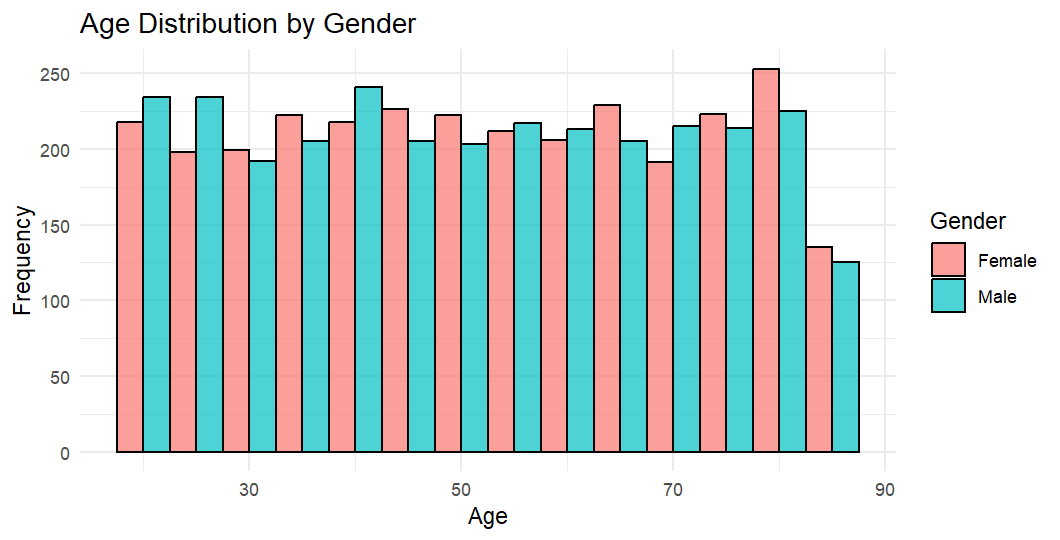 Age Distribution by Gender
250
200
150
100
50
0
Frequency
30 50 70 90
Age
Gender
Female
Male